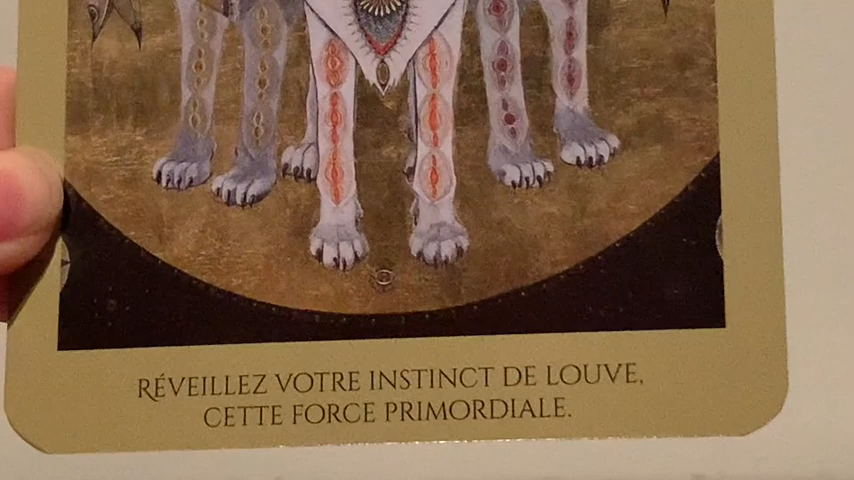 RÉVEILLEZ VOTRE INSTINCT DE LOUVE,
CETTE FORCE PRIMORDIALE.